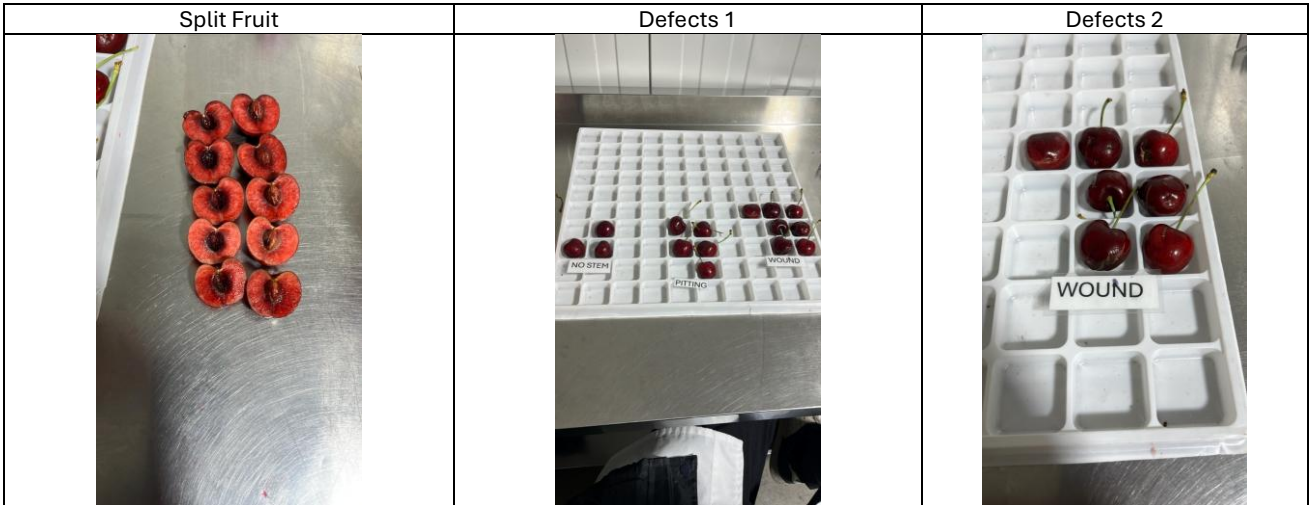 Split Fruit
Defects 1
Defects 2
NO STEM
PITTING
WOUND
WOUND